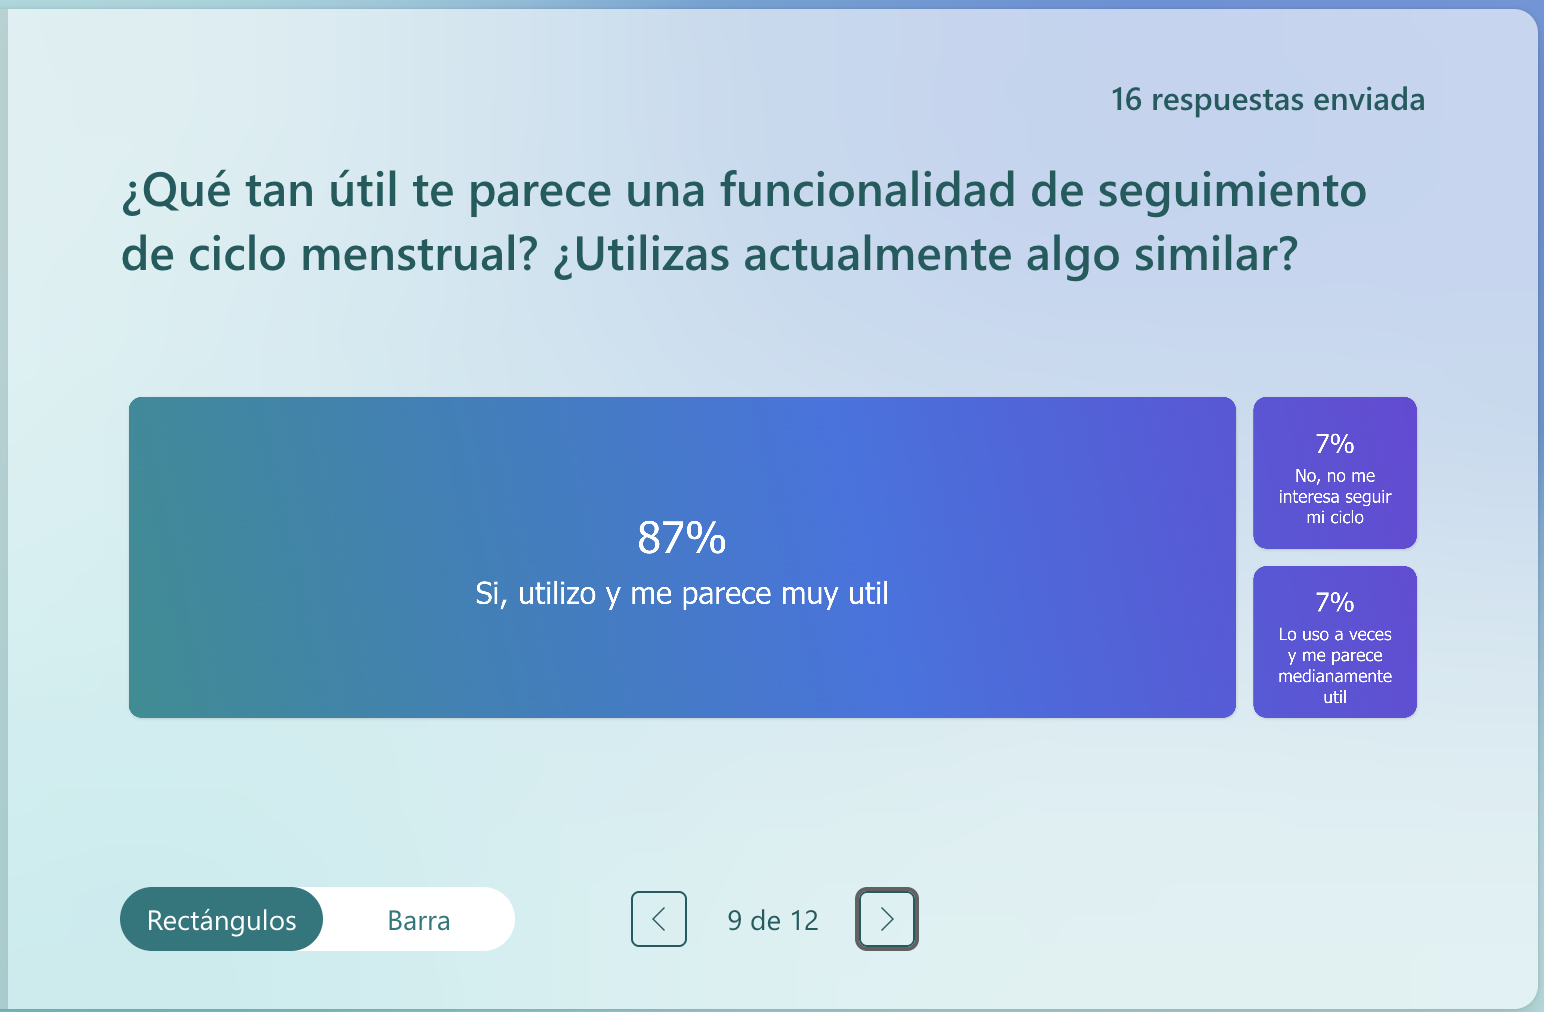 16 respuestas enviada
¿Qué tan útil te parece una funcionalidad de seguimiento
de ciclo menstrual? ¿Utilizas actualmente algo similar?
87%
Si, utilizo y me parece muy util
7%
No, no me
interesa seguir
mi ciclo
7%
Lo uso a veces
y me parece
medianamente
util
Rectángulos
Barra
9 de 12